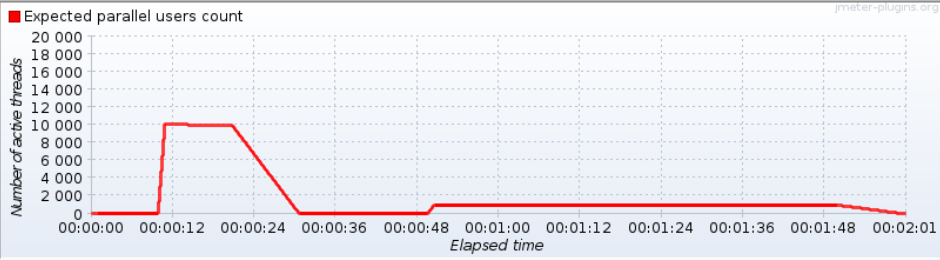 jmeter-plugins.org
Expected parallel users count
20 000
18 000
16 000
14 000
12 000
10 000
8 000
6 000
4 000
2 000
0
Number of active threads
00:00:00 00:00:12 00:00:24 00:00:36 00:00:48 00:01:00 00:01:12 00:01:24 00:01:36 00:01:48 00:02:01
Elapsed time